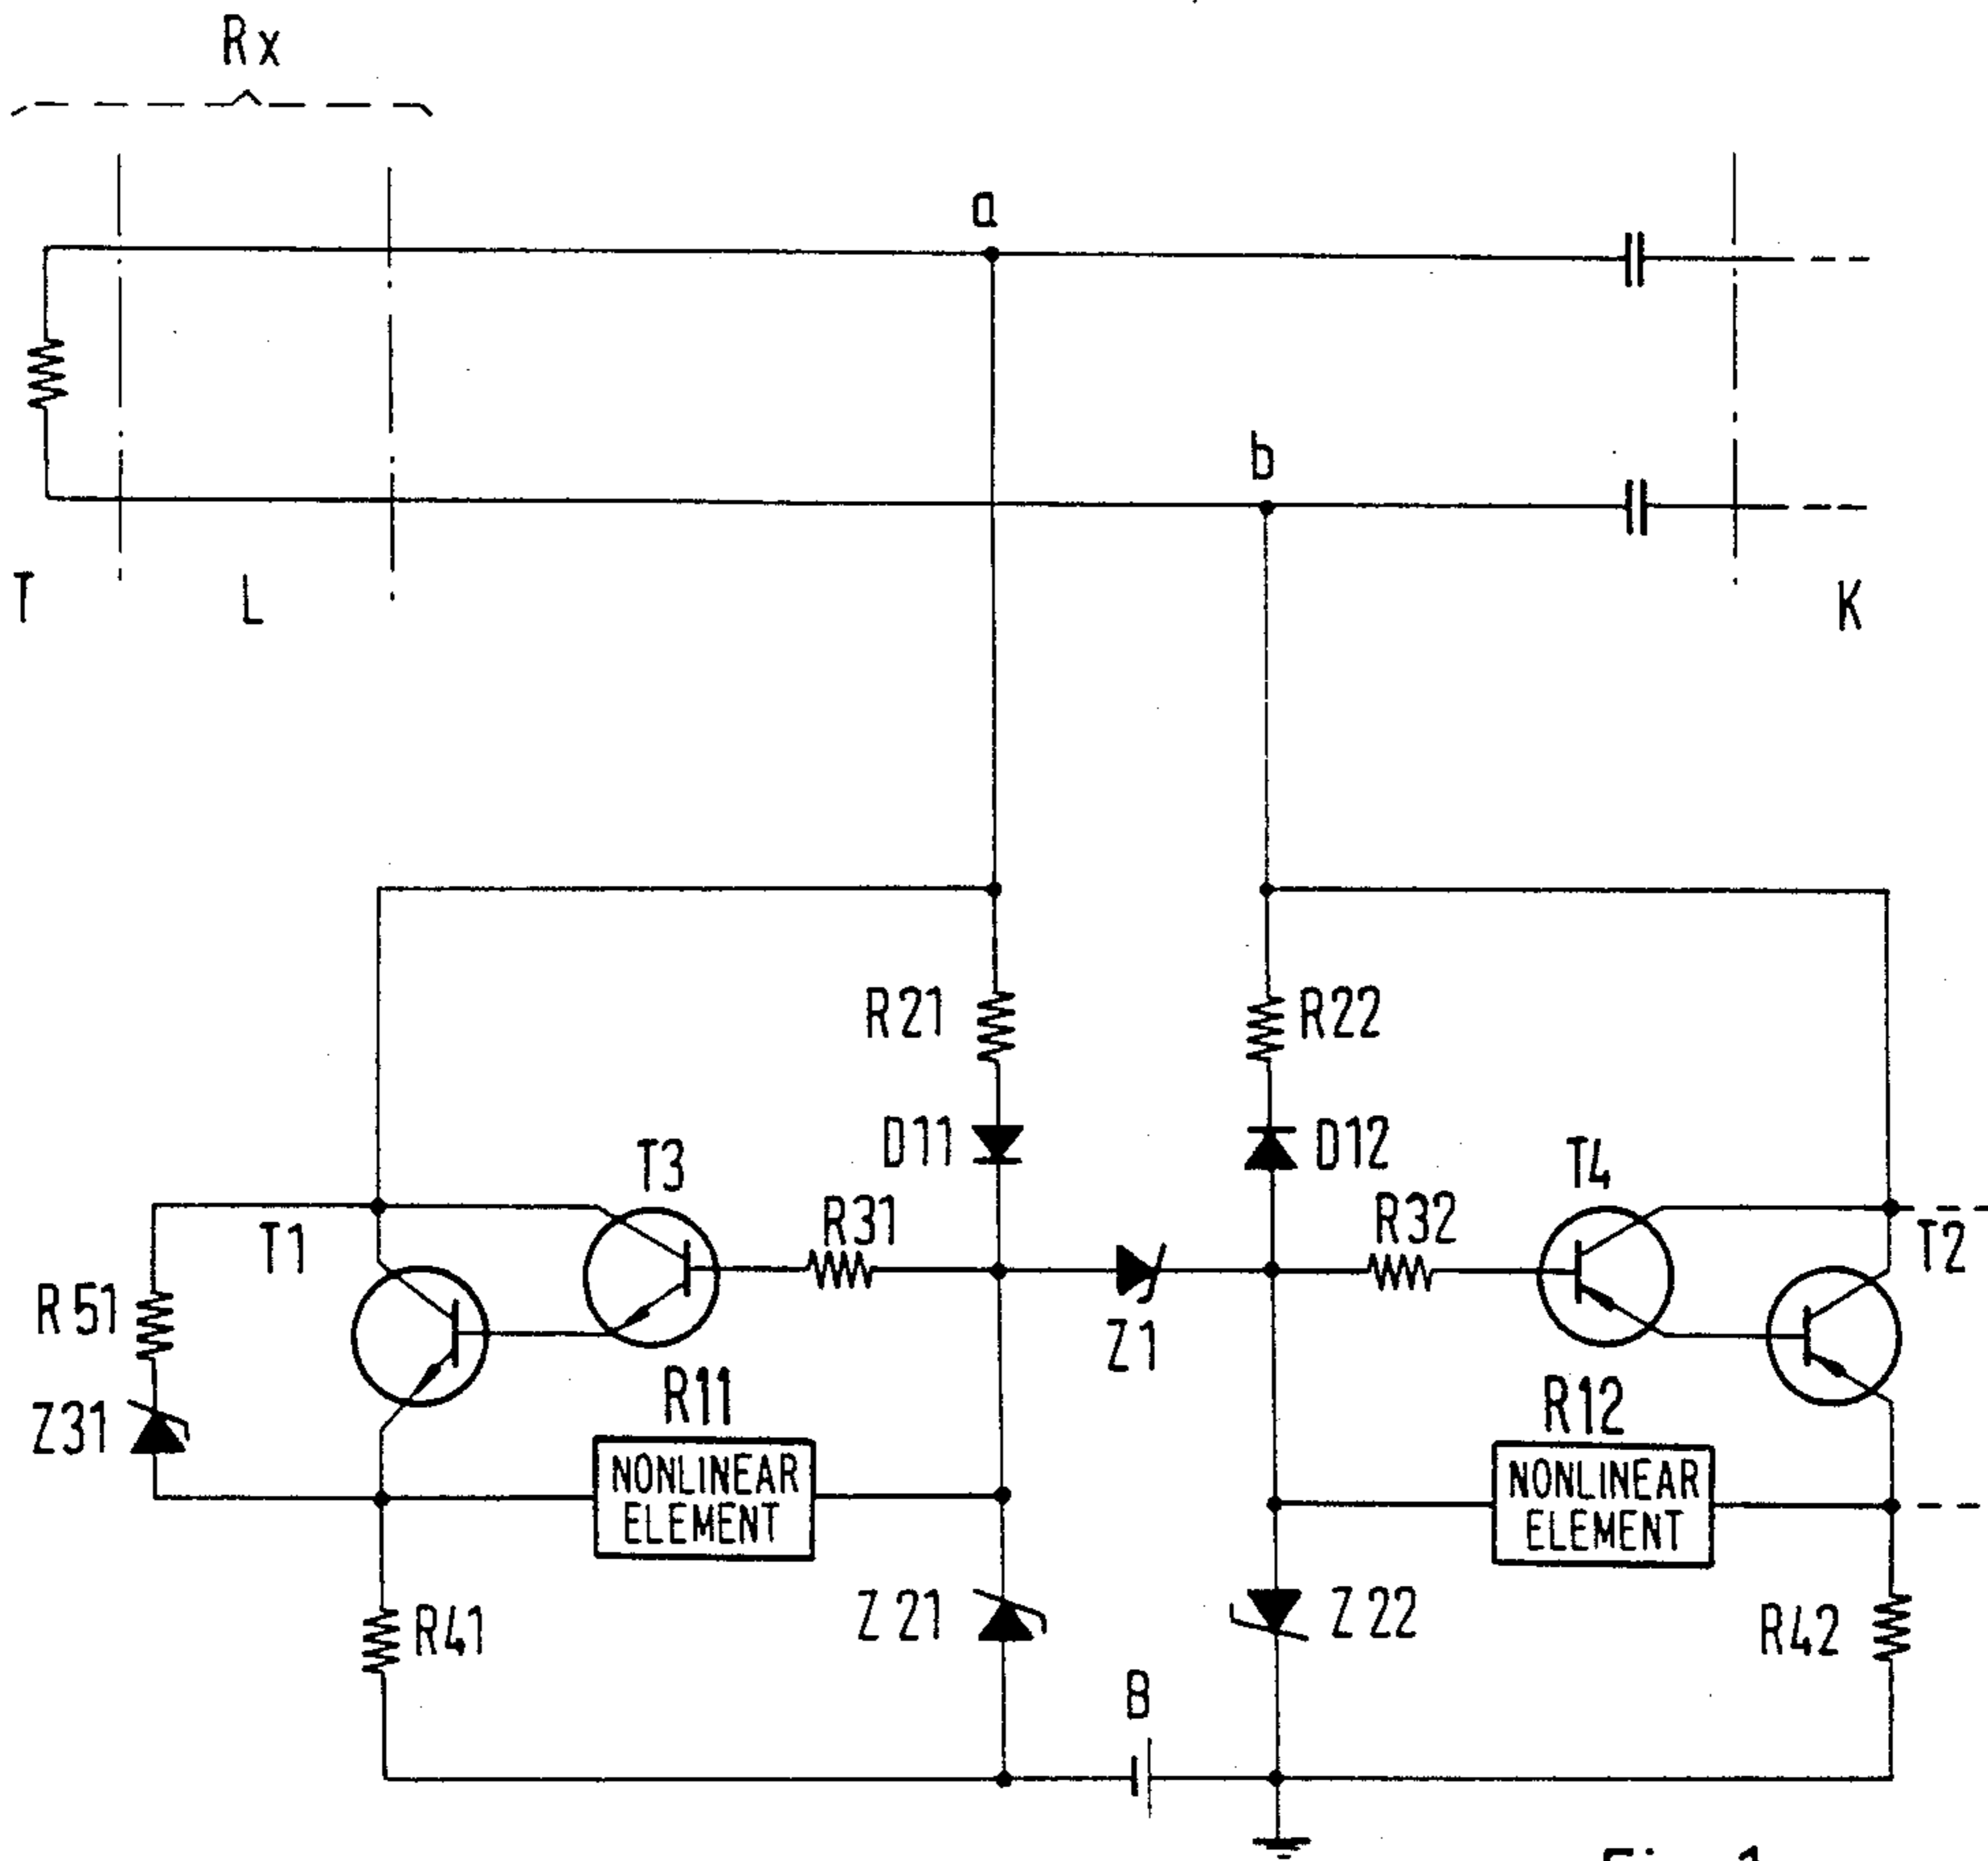 Rx
a
b
T
L
K
R21
R22
D11
D12
T3
T4
R31
R32
T1
T2
R51
Z1
Z31
R11
R12
NONLINEAR
ELEMENT
NONLINEAR
ELEMENT
Z21
Z22
R41
R42
B